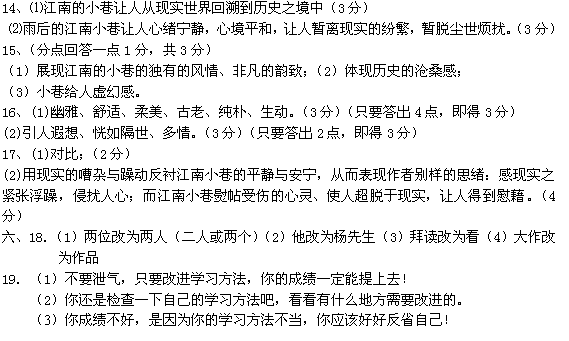 14、⑴江南的小巷让人从现实世界回溯到历史之境中（3分）
⑵雨后的江南小巷让人心绪宁静，心境平和，让人暂离现实的纷繁，暂脱尘世烦扰。（3分）
15、（分点回答一点1分，共3分）
（1）展现江南的小巷的独有的风情、非凡的韵致；（2）体现历史的沧桑感；
（3）小巷给人虚幻感。
16、(1)幽雅、舒适、柔美、古老、纯朴、生动。（3分）（只要答出4点，即得3分）
(2)引人遐想、恍如隔世、多情。（3分）（只要答出2点，即得3分）
17、(1)对比；（2分）
(2)用现实的嘈杂与躁动反衬江南小巷的平静与安宁，从而表现作者别样的思绪：感现实之
紧张浮躁，侵扰人心；而江南小巷熨帖受伤的心灵、使人超脱于现实，让人得到慰藉。（4
分）
六、18.（1）两位改为两人（二人或两个）（2）他改为杨先生（3）拜读改为看（4）大作改
为作品
19. （1）不要泄气，只要改进学习方法，你的成绩一定能提上去！
（2）你还是检查一下自己的学习方法吧，看看有什么地方需要改进的。
（3）你成绩不好，是因为你的学习方法不当，你应该好好反省自己！